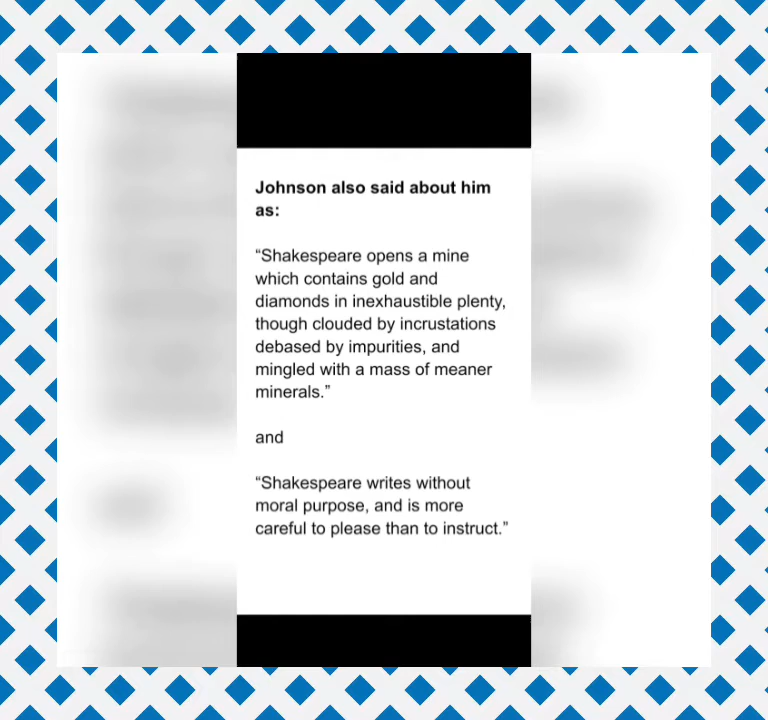 Johnson also said about him
as:
“Shakespeare opens a mine
which contains gold and
diamonds in inexhaustible plenty,
though clouded by incrustations
debased by impurities, and
mingled with a mass of meaner
minerals.”
and
“Shakespeare writes without
moral purpose, and is more
careful to please than to instruct.”